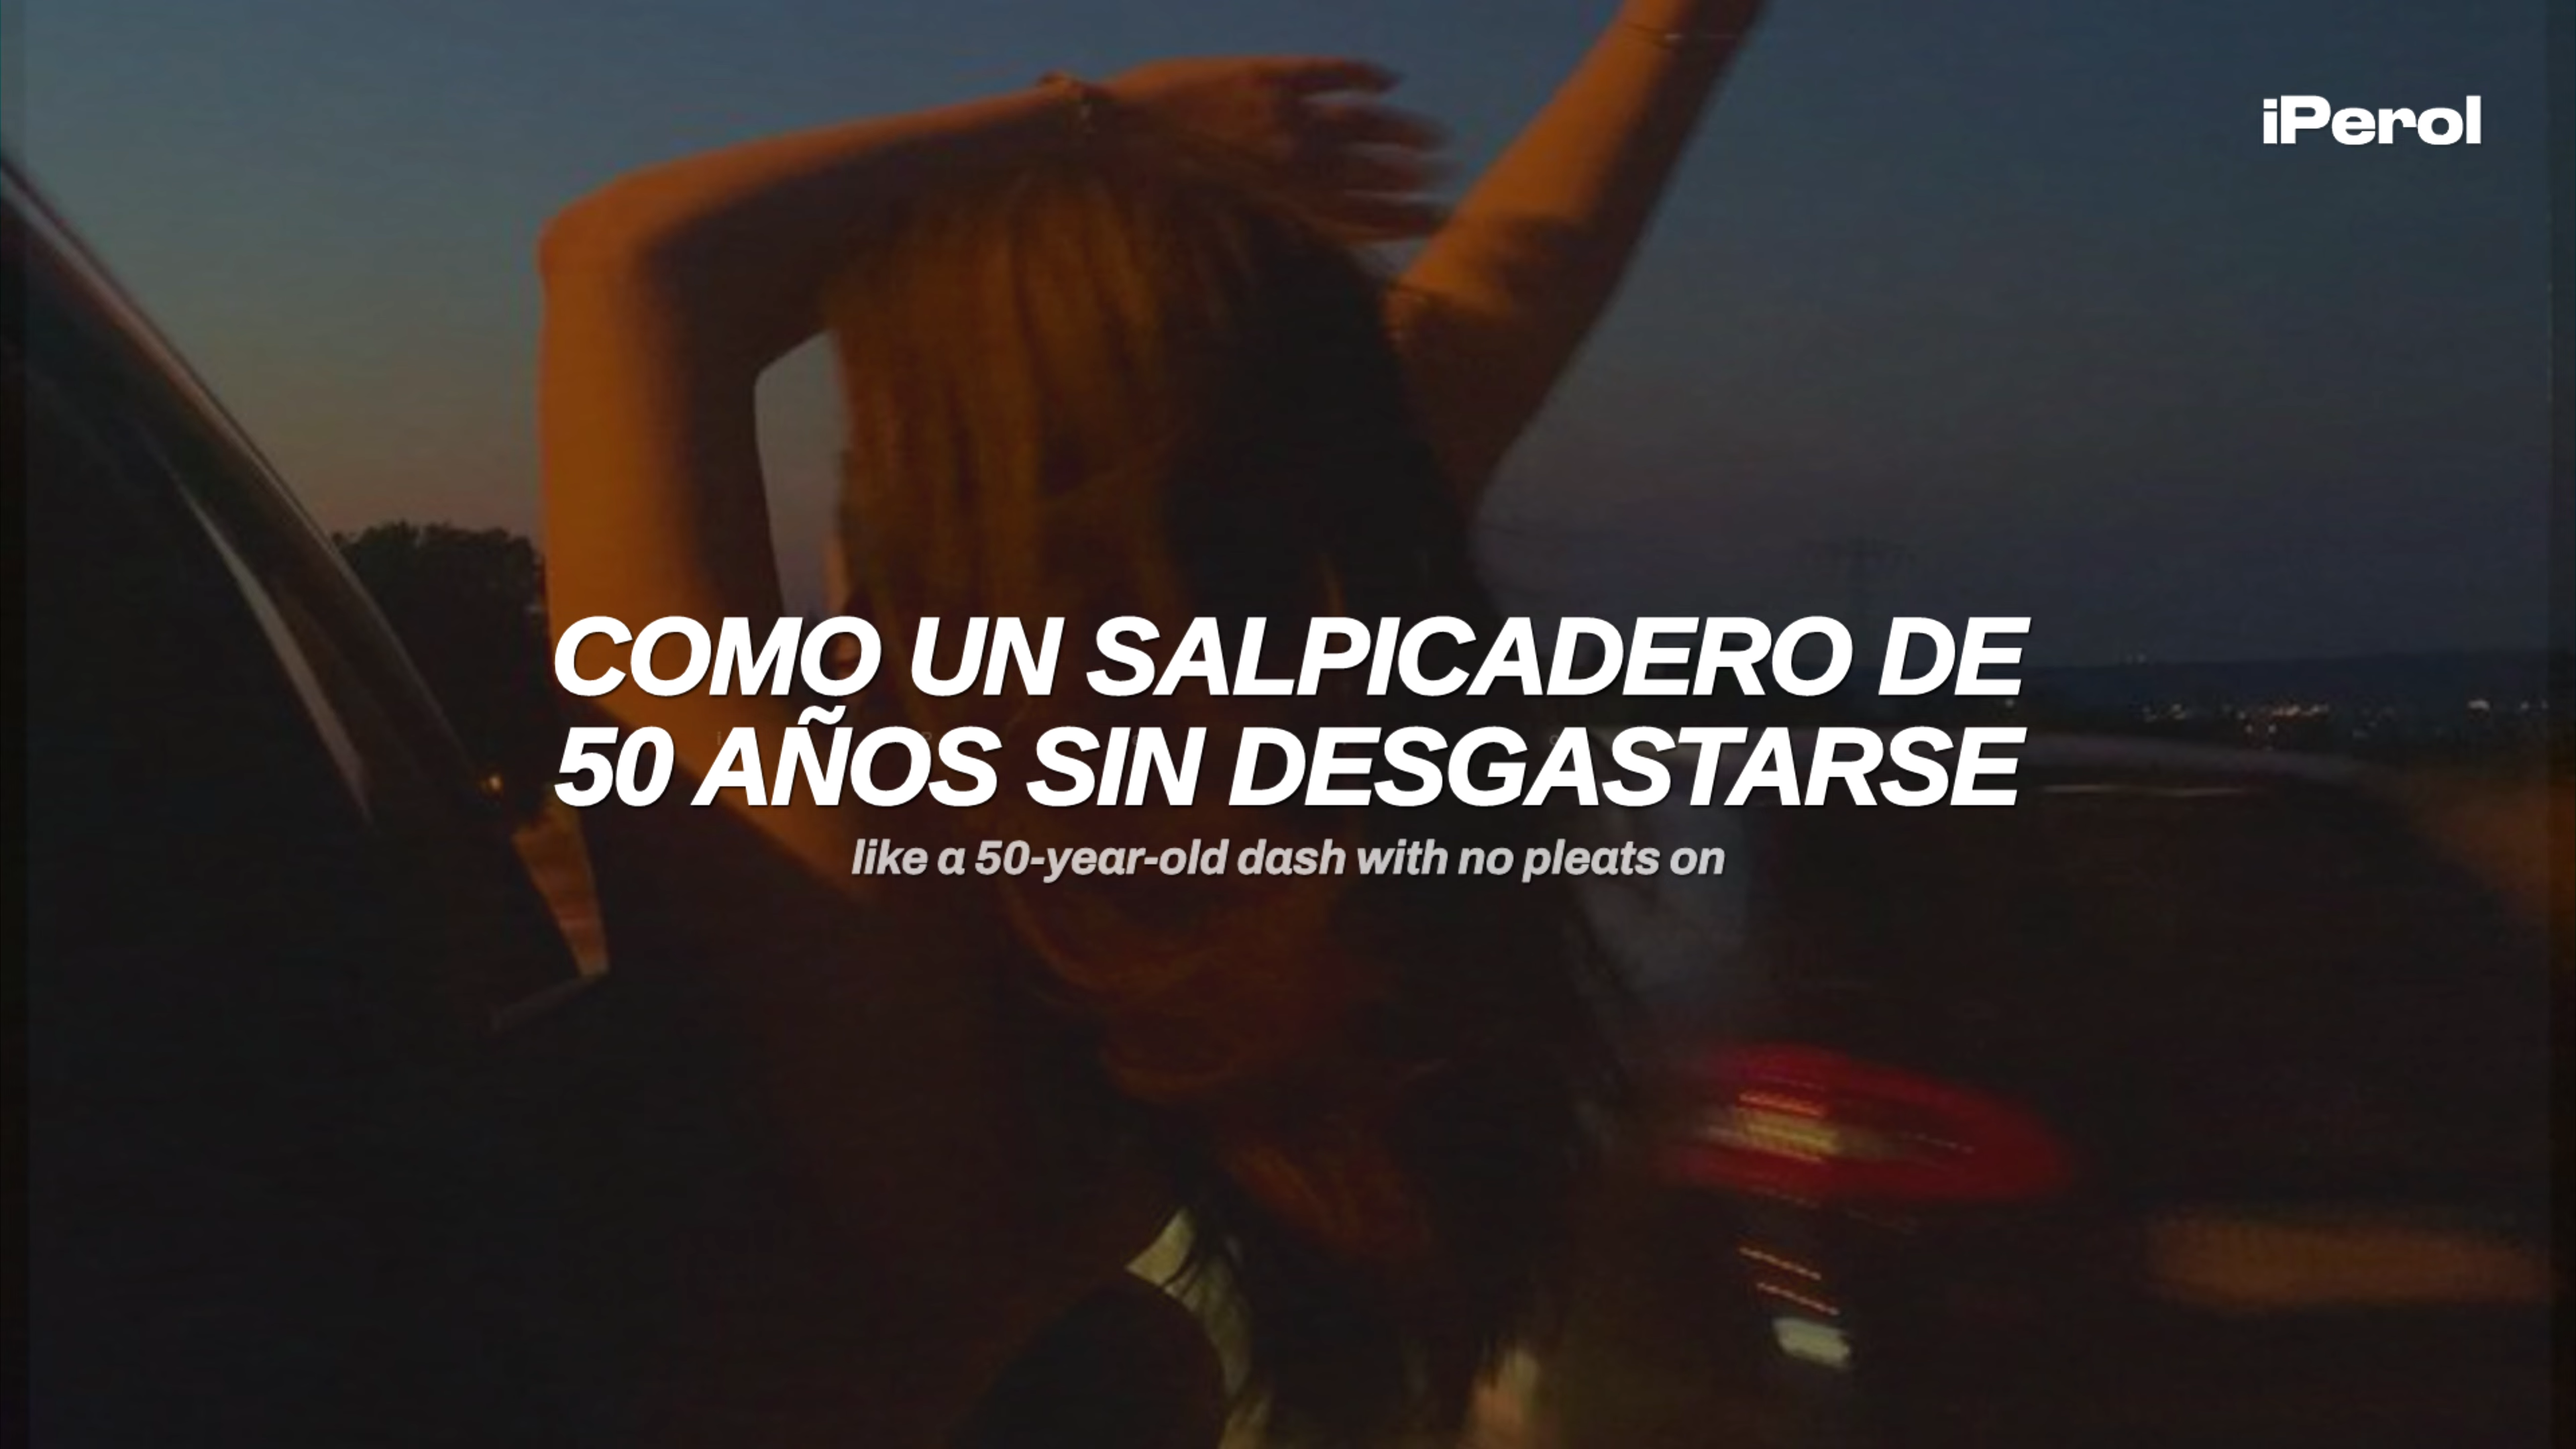 iPerol
COMO UN SALPICADERO DE
50 AÑOS SIN DESGASTARSE
like a 50-year-old dash with no pleats on